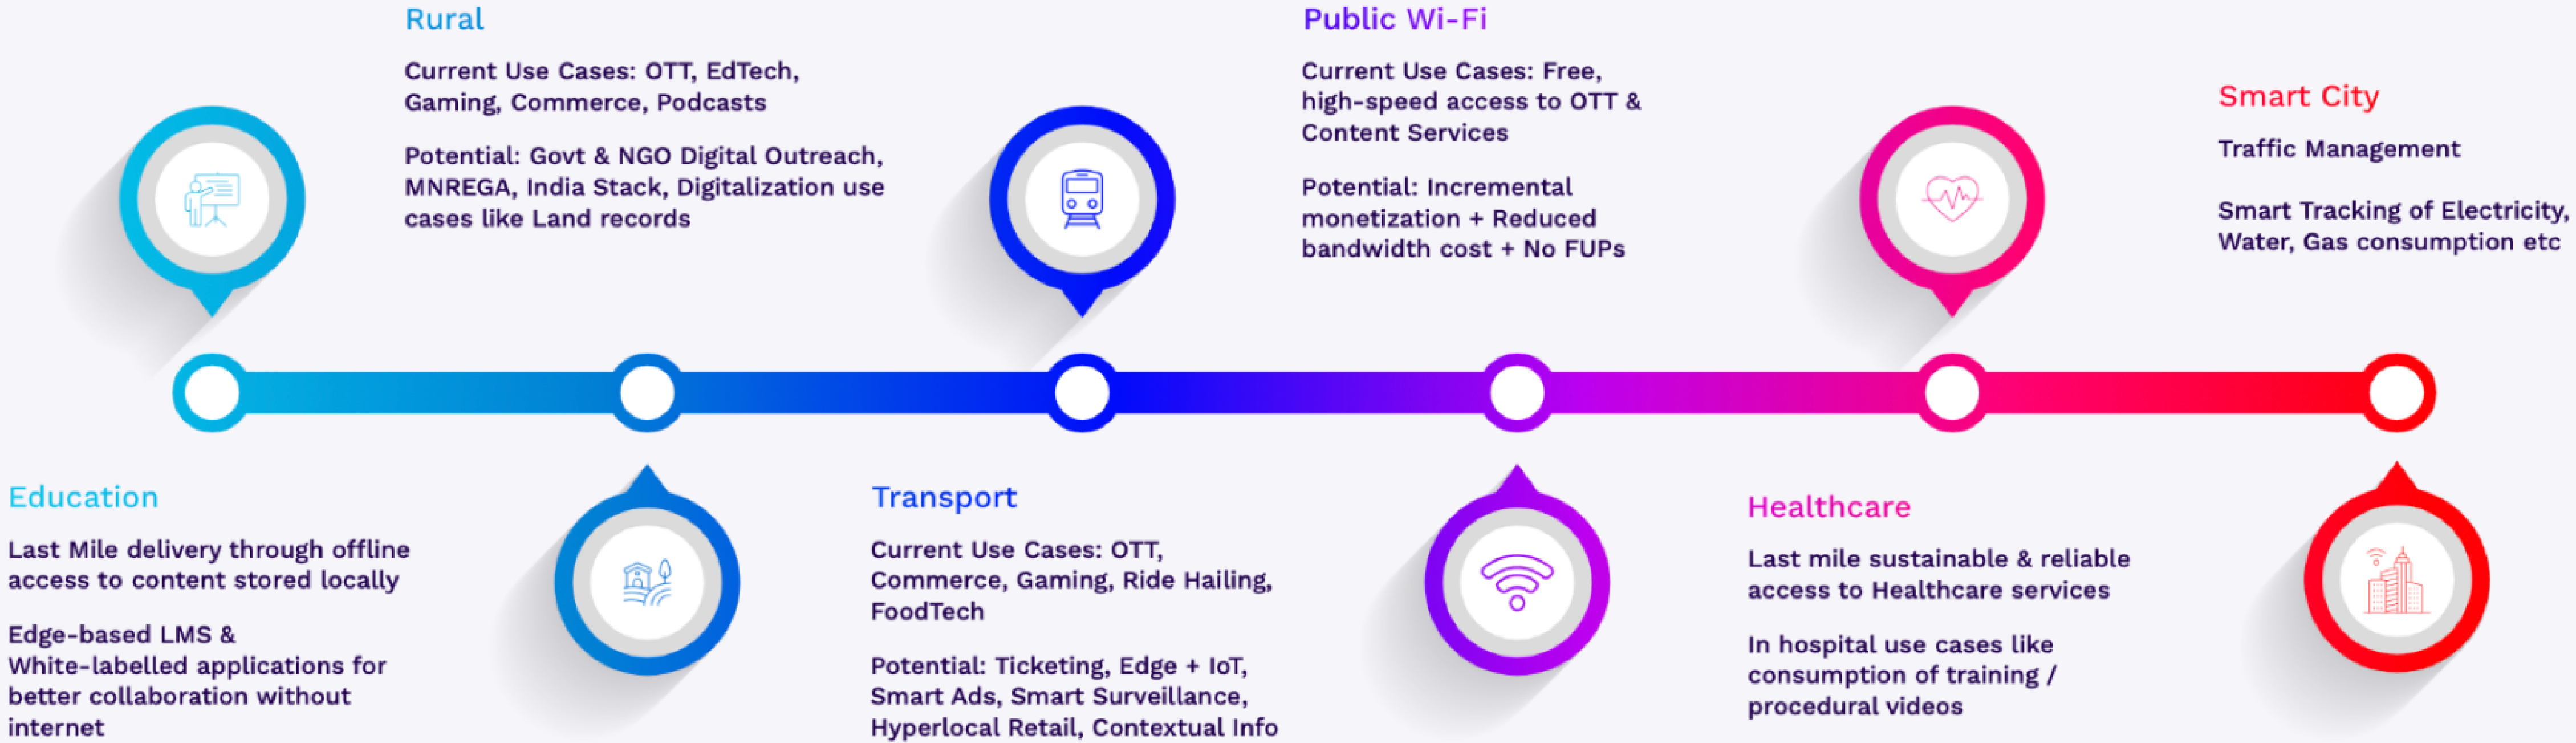 Rural
Current Use Cases: OTT, EdTech,
Gaming, Commerce, Podcasts
Potential: Govt & NGO Digital Outreach,
MNREGA, India Stack, Digitalization use
cases like Land records
Public Wi-Fi
Current Use Cases: Free,
high-speed access to OTT &
Content Services
Potential: Incremental
monetization + Reduced
bandwidth cost + No FUPs
Smart City
Traffic Management
Smart Tracking of Electricity,
Water, Gas consumption etc
Education
Last Mile delivery through offline
access to content stored locally
Edge-based LMS &
White-labelled applications for
better collaboration without
internet
Transport
Current Use Cases: OTT,
Commerce, Gaming, Ride Hailing,
FoodTech
Potential: Ticketing, Edge + IoT,
Smart Ads, Smart Surveillance,
Hyperlocal Retail, Contextual Info
Healthcare
Last mile sustainable & reliable
access to Healthcare services
In hospital use cases like
consumption of training /
procedural videos